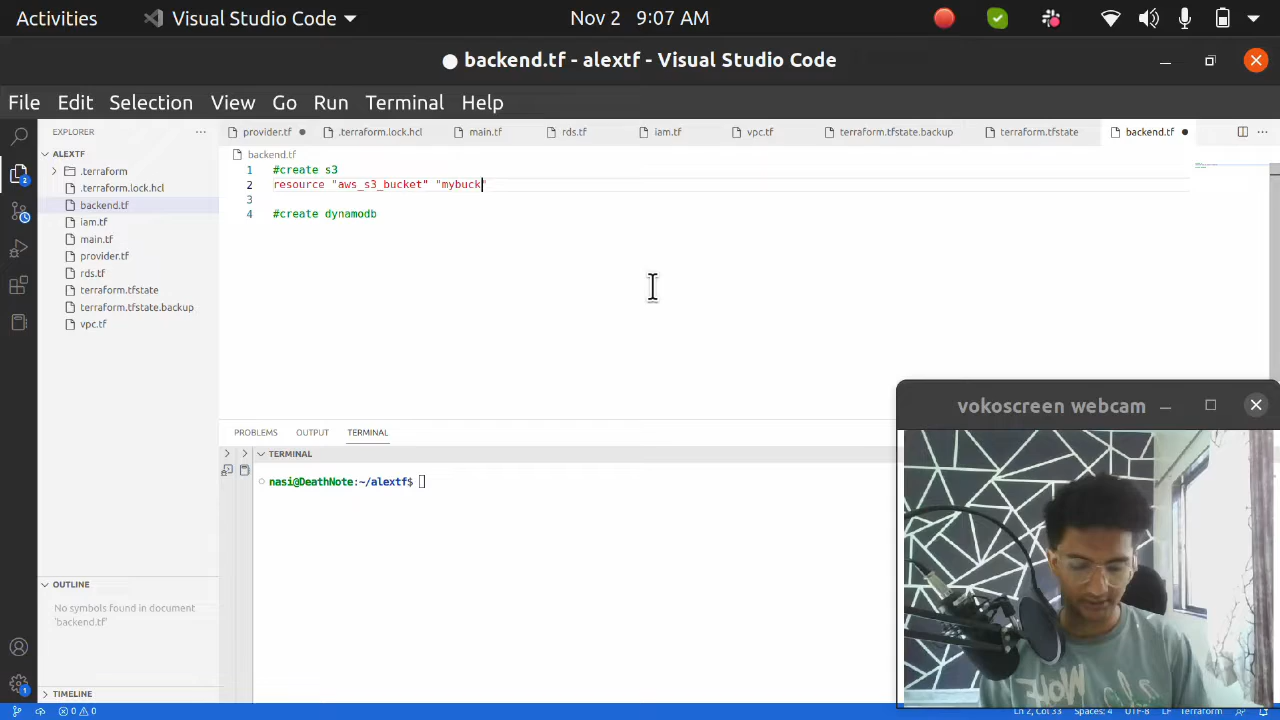 Activities
Visual Studio Code
Nov 2 9:07 AM
backend.tf - alextf - Visual Studio Code
File Edit Selection View Go Run Terminal Help
EXPLORER
provider.tf
.terraform.lock.hcl
main.tf
rds.tf
iam.tf
vpc.tf
terraform.tfstate.backup
terraform.tfstate
backend.tf
ALEXTF
.terraform
.terraform.lock.hcl
backend.tf
iam.tf
main.tf
provider.tf
rds.tf
terraform.tfstate
terraform.tfstate.backup
vpc.tf
2
backend.tf
1 #create s3
2 resource "aws_s3_bucket" "mybuck"
3
4 #create dynamodb
PROBLEMS OUTPUT TERMINAL
TERMINAL
nasi@DeathNote:~/alextf$
vokoscreen webcam
OUTLINE
No symbols found in document
'backend.tf'
TIMELINE
1
0 0
Ln 2, Col 33 Spaces: 4 UTF-8 LF Terraform